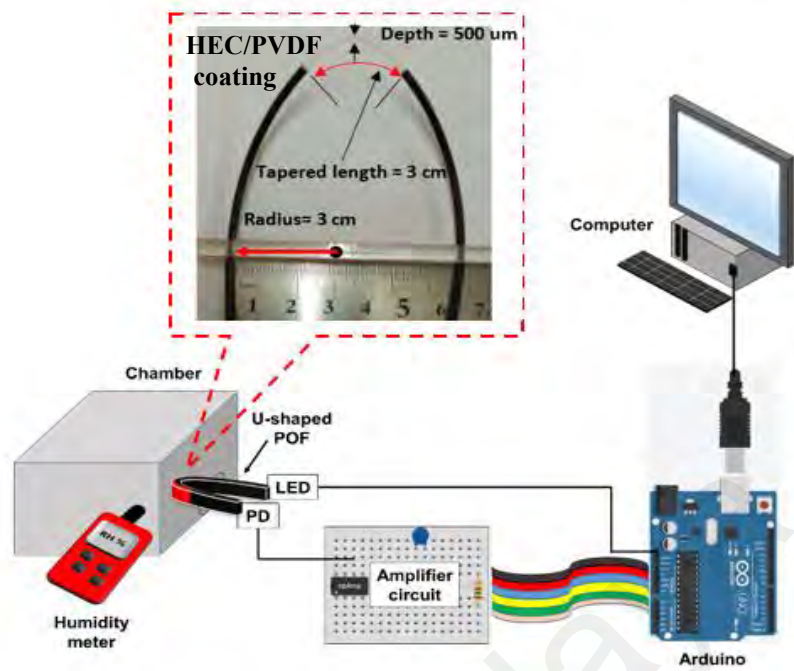 HEC/PVDF
coating
Depth = 500 um
Tapered length = 3 cm
Radius= 3 cm
1 2 3 4 5 6 7
Computer
Chamber
U-shaped
POF
LED
PD
RH %
Amplifier
circuit
Humidity
meter
Arduino